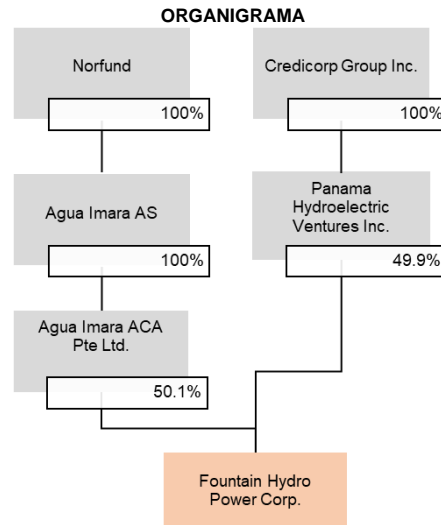 ORGANIGRAMA
Norfund
100%
Credicorp Group Inc.
100%
Agua Imara AS
100%
Panama
Hydroelectric
Ventures Inc.
49.9%
Agua Imara ACA
Pte Ltd.
50.1%
Fountain Hydro
Power Corp.